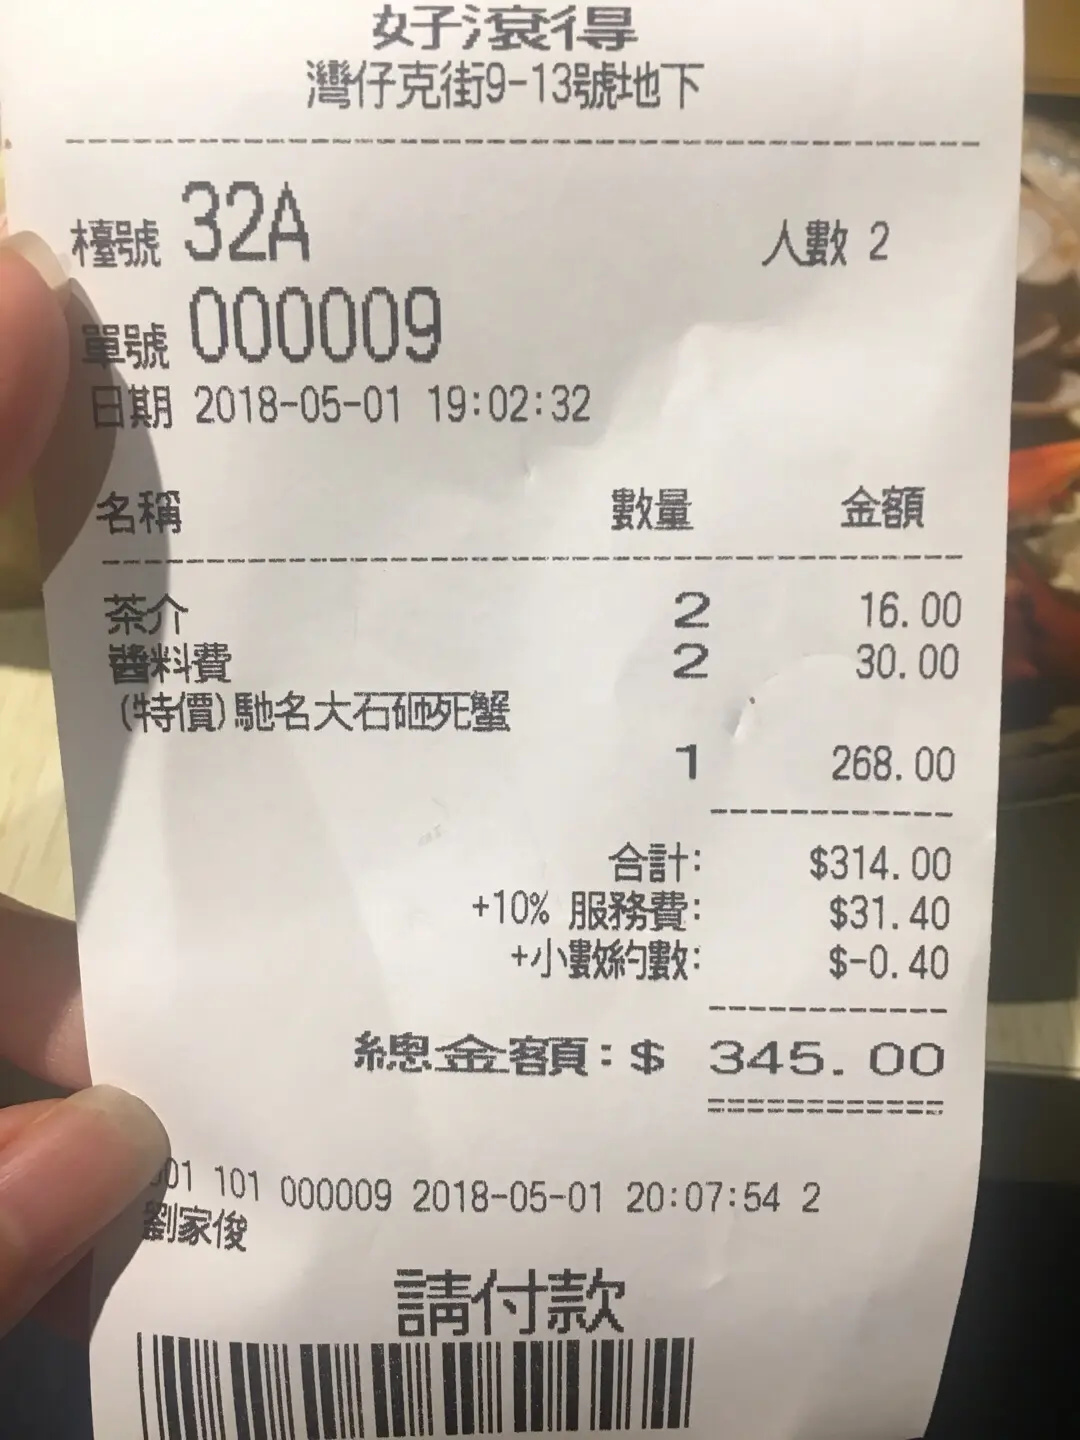 好滾得
灣仔克街9-13號地下
檯號 32A 人數 2
單號 000009
日期 2018-05-01 19:02:32
名稱 數量 金額
茶介 2 16.00
醬料費 2 30.00
(特價)馳名大石砸死蟹
1 268.00
合計: $314.00
+10% 服務費: $31.40
+小數約數: $-0.40
總金額:$ 345.00
001 101 000009 2018-05-01 20:07:54 2
劉家俊
請付款